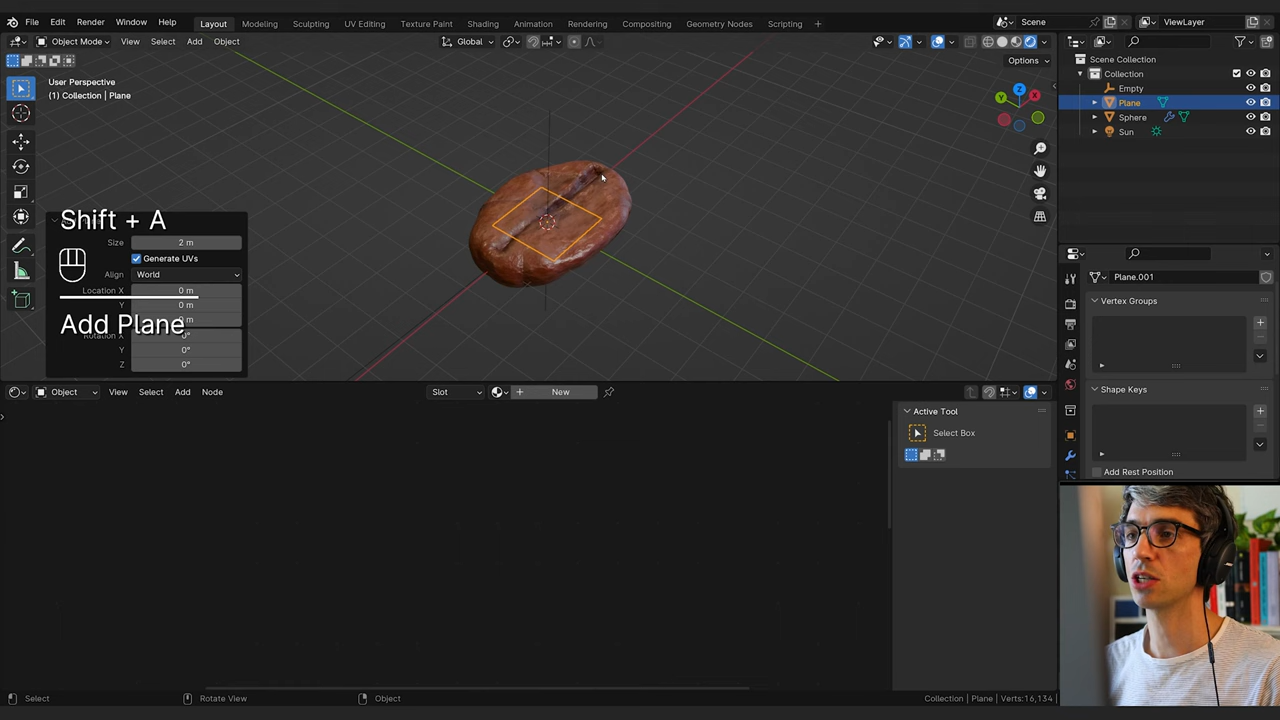 File Edit Render Window Help Layout Modeling Sculpting UV Editing Texture Paint Shading Animation Rendering Compositing Geometry Nodes Scripting + Scene ViewLayer
Object Mode View Select Add Object Global
Options
User Perspective
(1) Collection | Plane
Z
Y
X
Scene Collection
Collection
Empty
Plane
Sphere
Sun
Shift + A
Size 2 m
Generate UVs
Align World
Location X 0 m
Y 0 m
0 m
Add Plane
Rotation X 0°
Y 0°
Z 0°
Plane.001
Vertex Groups
Shape Keys
Add Rest Position
Object View Select Add Node Slot New
Active Tool
Select Box
Select Rotate View Object Collection | Plane | Verts:16,134